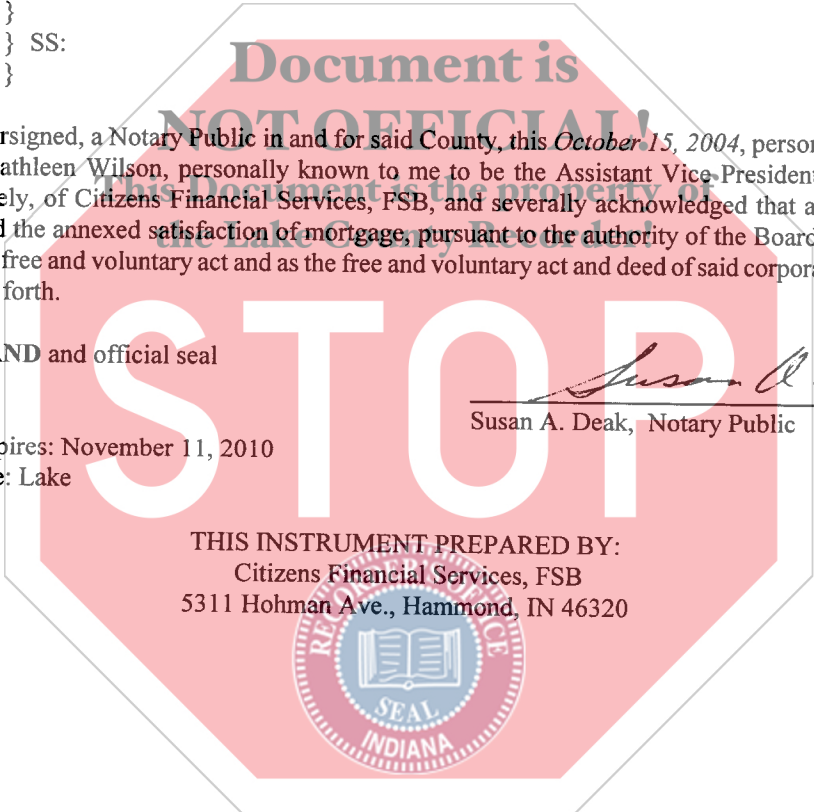 }
} SS:
}
Document is
NOT OFFICIAL!
This Document is the property of
the Lake County Recorder!
rsigned, a Notary Public in and for said County, this October 15, 2004, person
athleen Wilson, personally known to me to be the Assistant Vice President
ely, of Citizens Financial Services, FSB, and severally acknowledged that a
d the annexed satisfaction of mortgage, pursuant to the authority of the Board
free and voluntary act and as the free and voluntary act and deed of said corpora
forth.
STOP
AND and official seal
Susan A.
Susan A. Deak, Notary Public
pires: November 11, 2010
e: Lake
THIS INSTRUMENT PREPARED BY:
Citizens Financial Services, FSB
5311 Hohman Ave., Hammond, IN 46320
RECORDER OFFICE
SEAL
INDIANA